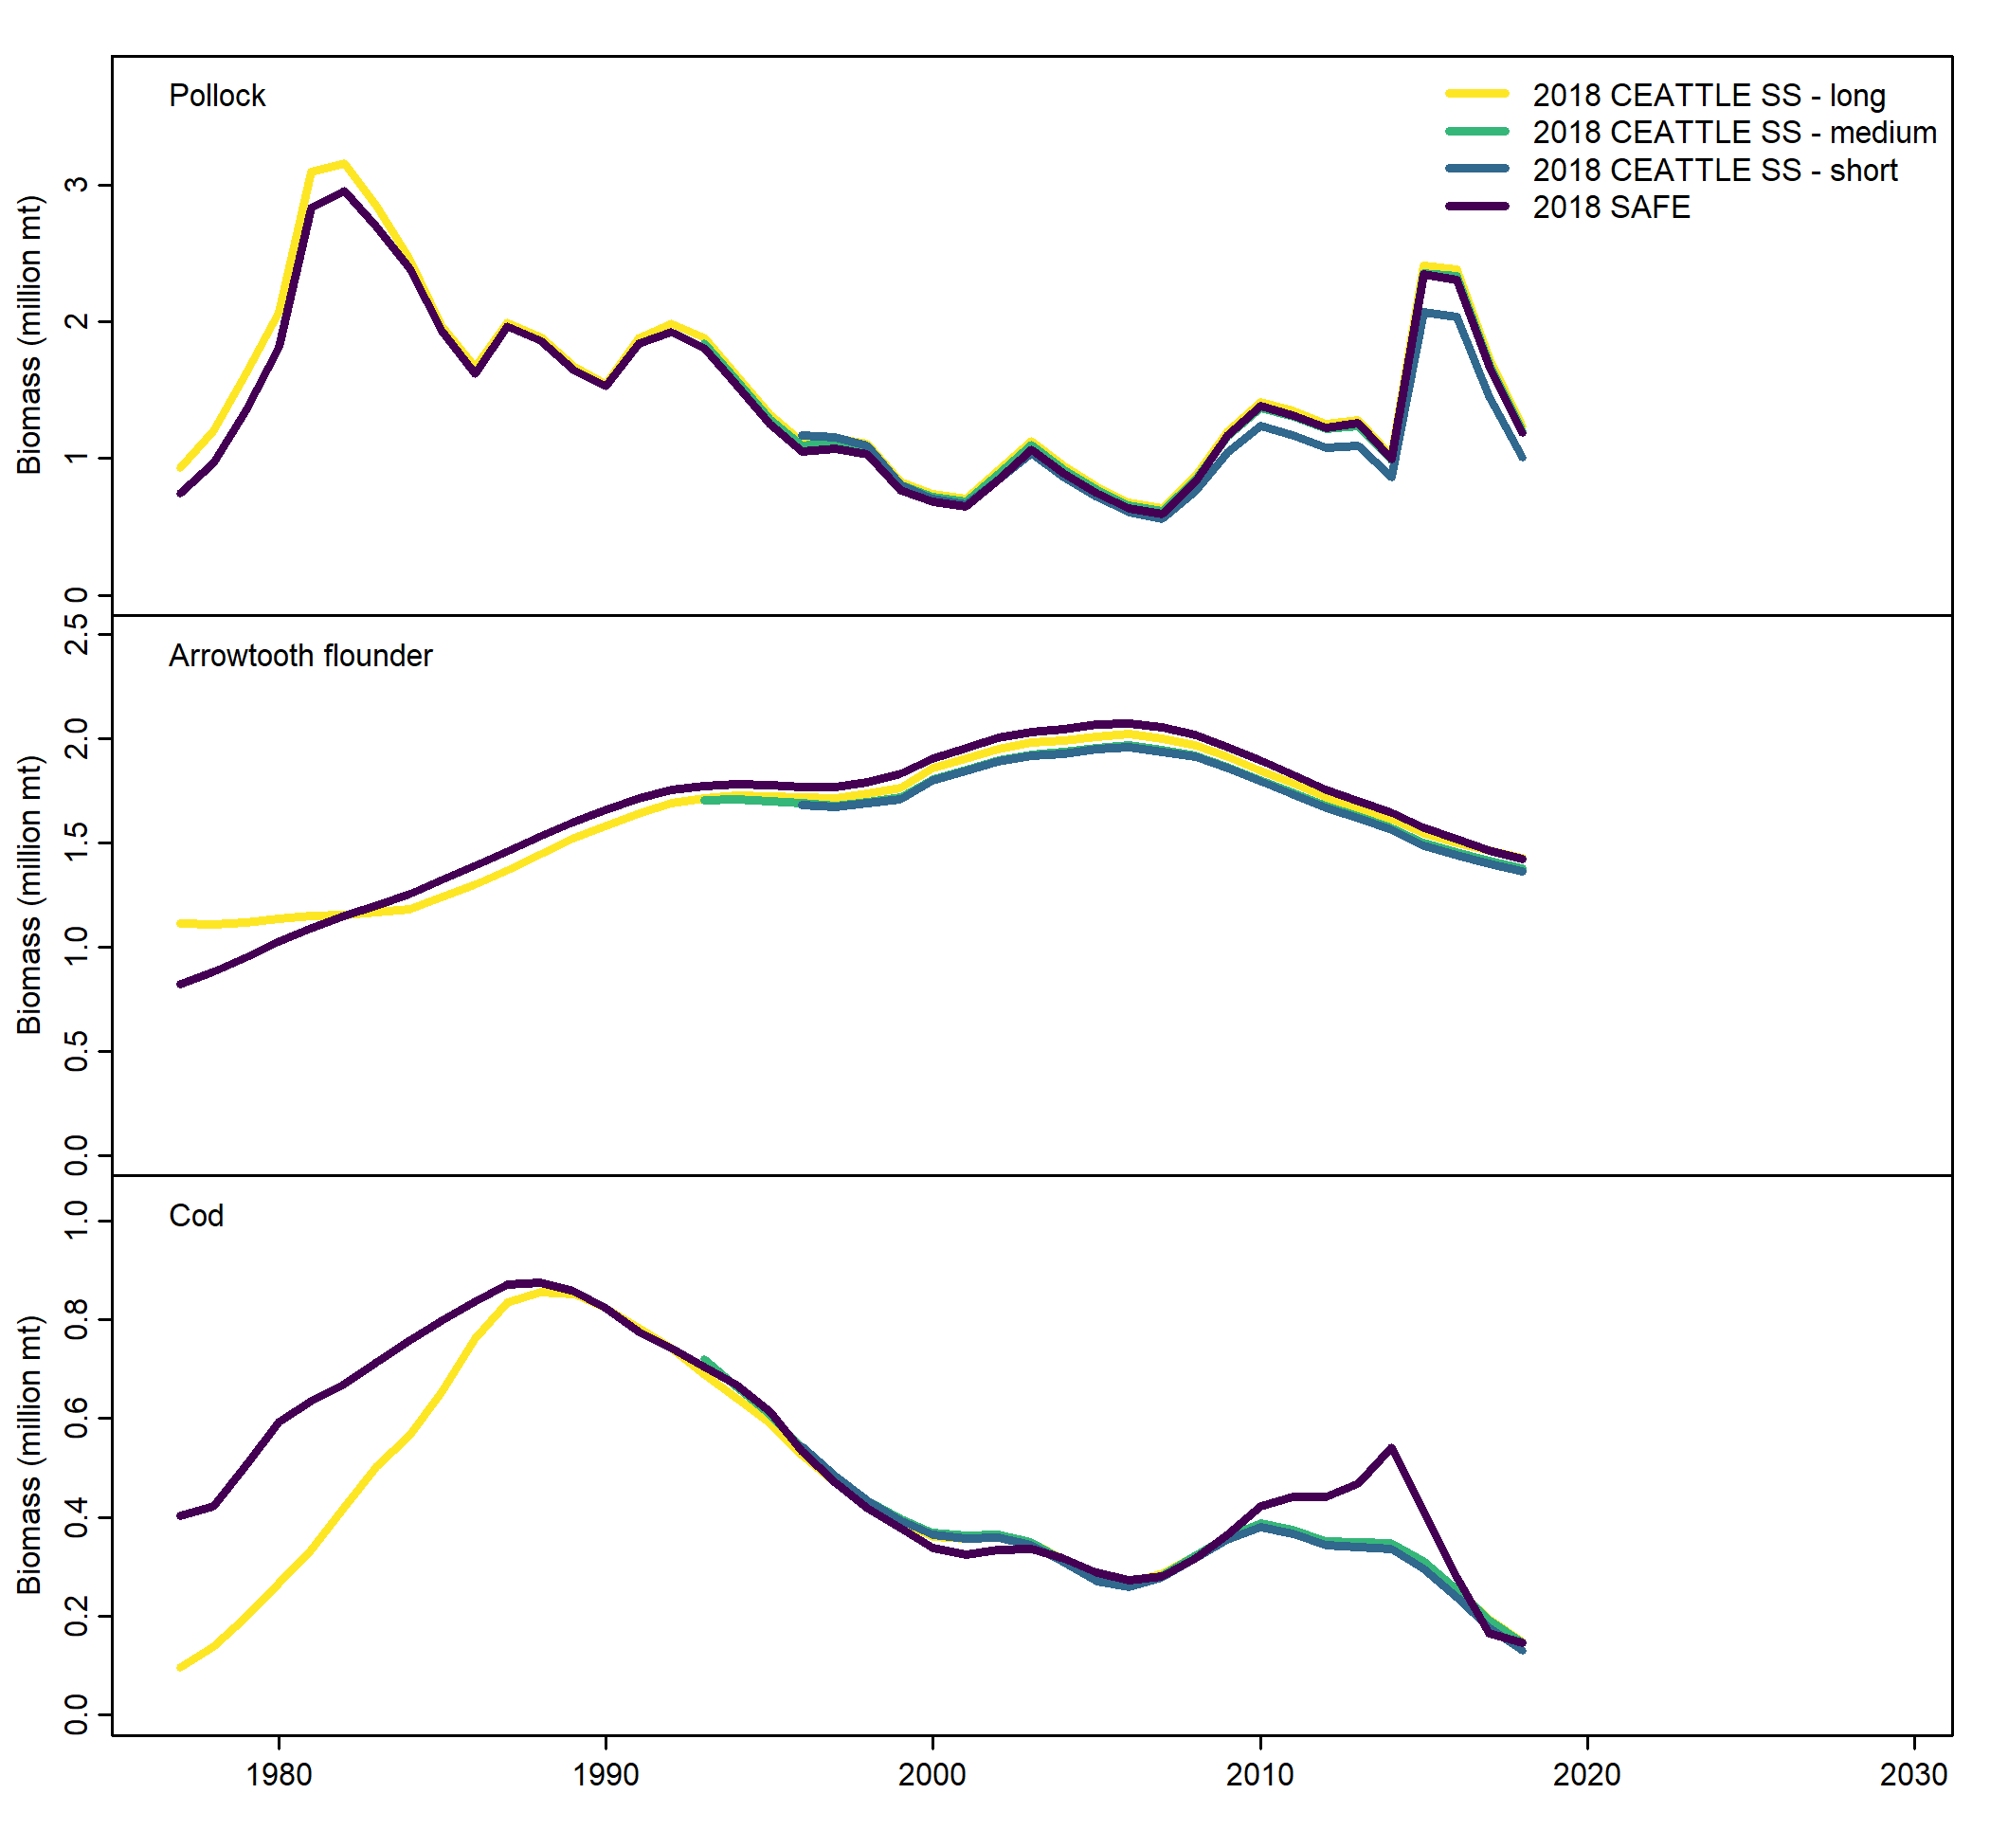 Pollock
2018 CEATTLE SS - long
2018 CEATTLE SS - medium
2018 CEATTLE SS - short
2018 SAFE
Biomass (million mt)
3
2
1
0
Arrowtooth flounder
Biomass (million mt)
2.5
2.0
1.5
1.0
0.5
0.0
Cod
Biomass (million mt)
1.0
0.8
0.6
0.4
0.2
0.0
1980 1990 2000 2010 2020 2030